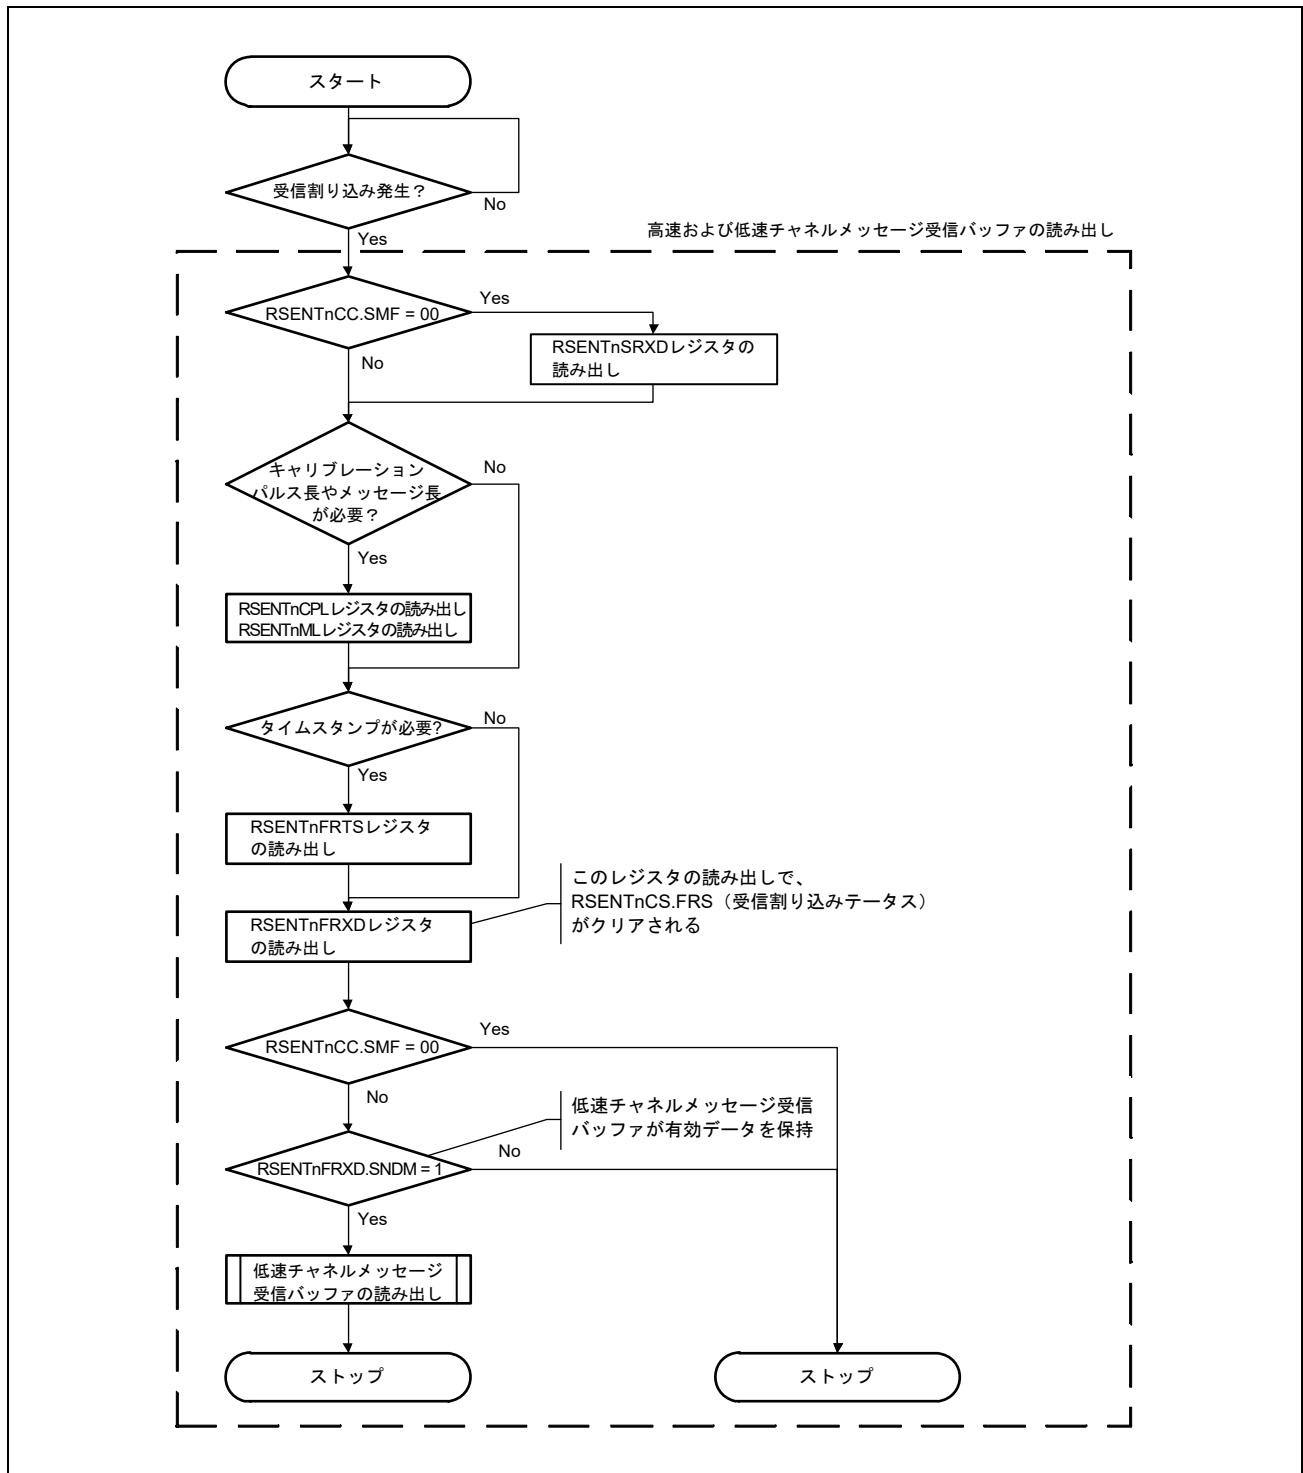 スタート
受信割り込み発生？
No
Yes
高速および低速チャネルメッセージ受信バッファの読み出し
RSENTnCC.SMF = 00
Yes
RSENTnSRXDレジスタの
読み出し
No
キャリブレーション
パルス長やメッセージ長
が必要？
No
Yes
RSENTnCPLレジスタの読み出し
RSENTnMLレジスタの読み出し
タイムスタンプが必要?
No
Yes
RSENTnFRTSレジスタ
の読み出し
このレジスタの読み出しで、
RSENTnCS.FRS（受信割り込みテータス）
がクリアされる
RSENTnFRXDレジスタ
の読み出し
RSENTnCC.SMF = 00
Yes
No
低速チャネルメッセージ受信
バッファが有効データを保持
RSENTnFRXD.SNDM = 1
No
Yes
低速チャネルメッセージ
受信バッファの読み出し
ストップ
ストップ